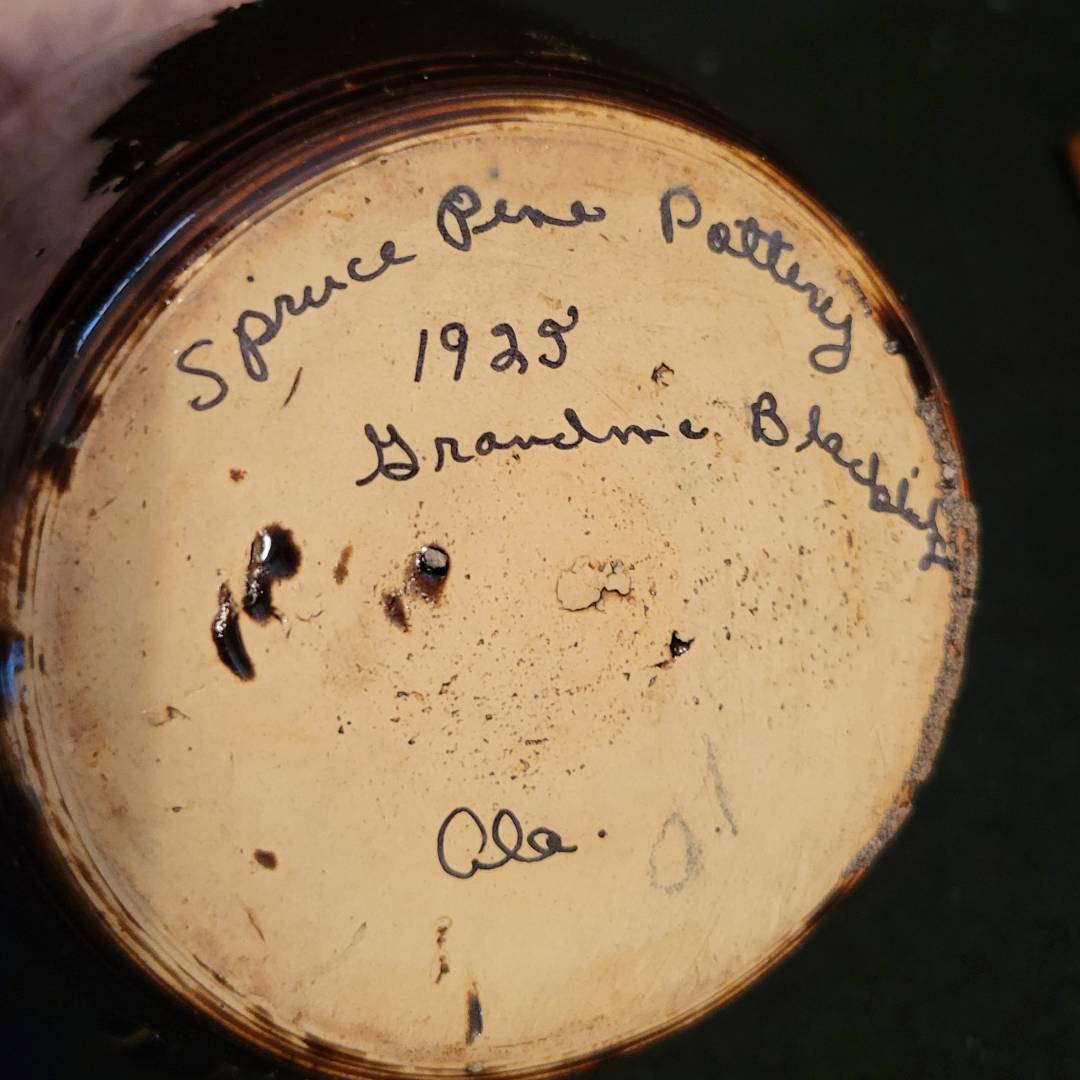 Spruce Pine Pottery
1925
Grandma
Ala.